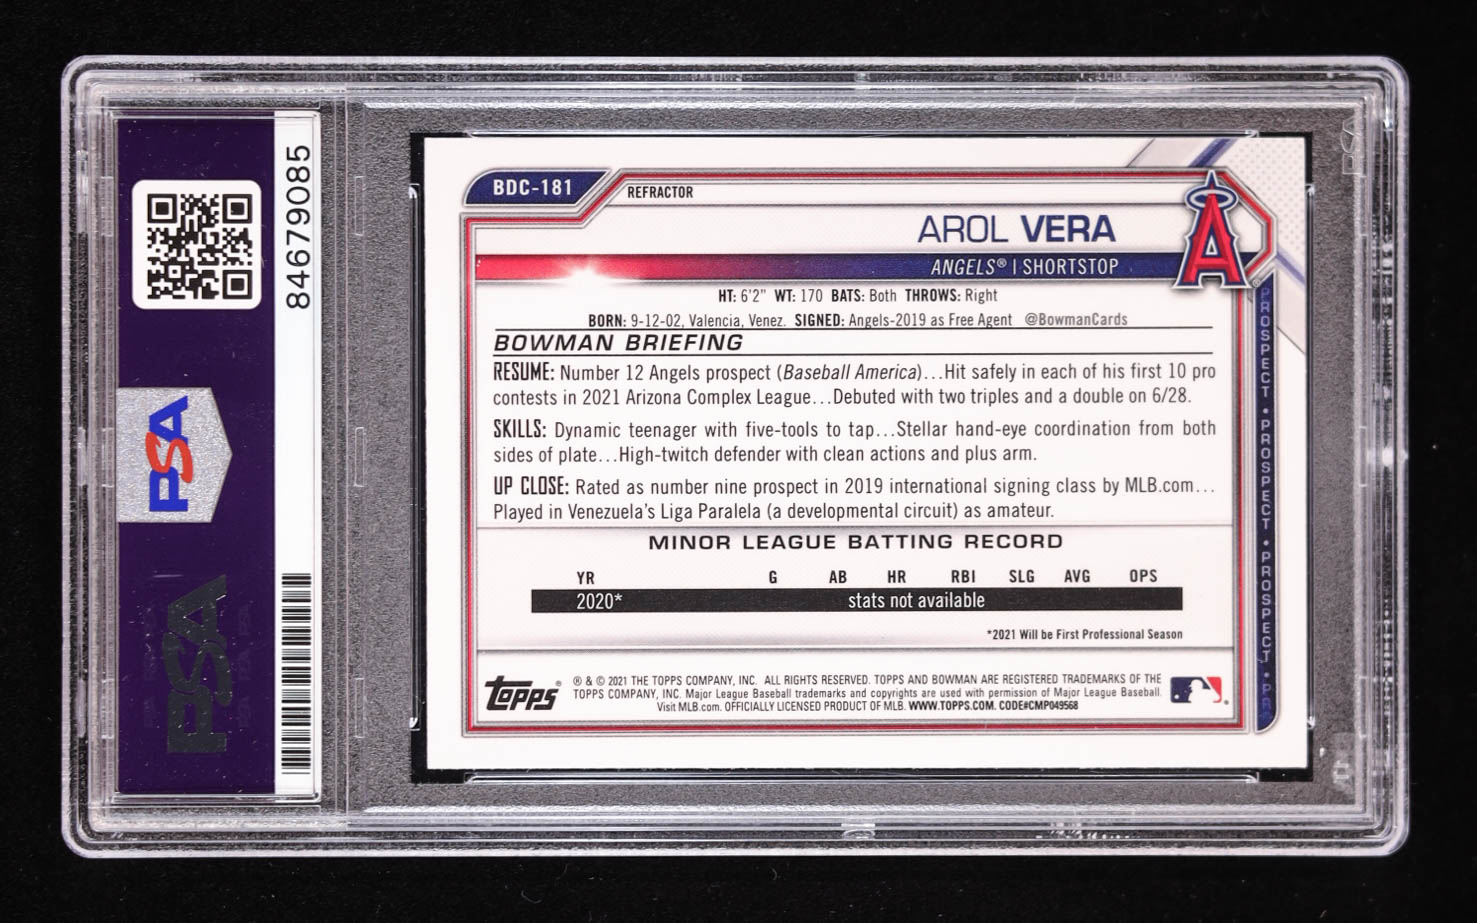 84679085
PSA
PSA
BDC-181
REFRACTOR
AROL VERA
ANGELS® | SHORTSTOP
A
HT: 6'2" WT: 170 BATS: Both THROWS: Right
BORN: 9-12-02, Valencia, Venez. SIGNED: Angels-2019 as Free Agent @BowmanCards
BOWMAN BRIEFING
RESUME: Number 12 Angels prospect (Baseball America)...Hit safely in each of his first 10 pro
contests in 2021 Arizona Complex League...Debuted with two triples and a double on 6/28.
SKILLS: Dynamic teenager with five-tools to tap...Stellar hand-eye coordination from both
sides of plate...High-twitch defender with clean actions and plus arm.
UP CLOSE: Rated as number nine prospect in 2019 international signing class by MLB.com...
Played in Venezuela's Liga Paralela (a developmental circuit) as amateur.
MINOR LEAGUE BATTING RECORD
YR G AB HR RBI SLG AVG OPS
2020* stats not available
*2021 Will be First Professional Season
topps®
® & © 2021 THE TOPPS COMPANY, INC. ALL RIGHTS RESERVED. TOPPS AND BOWMAN ARE REGISTERED TRADEMARKS OF THE
TOPPS COMPANY, INC. Major League Baseball trademarks and copyrights are used with permission of Major League Baseball.
Visit MLB.com. OFFICIALLY LICENSED PRODUCT OF MLB. WWW.TOPPS.COM. CODE#CMP049568
PROSPECT • PROSPECT • PROSPECT • PR